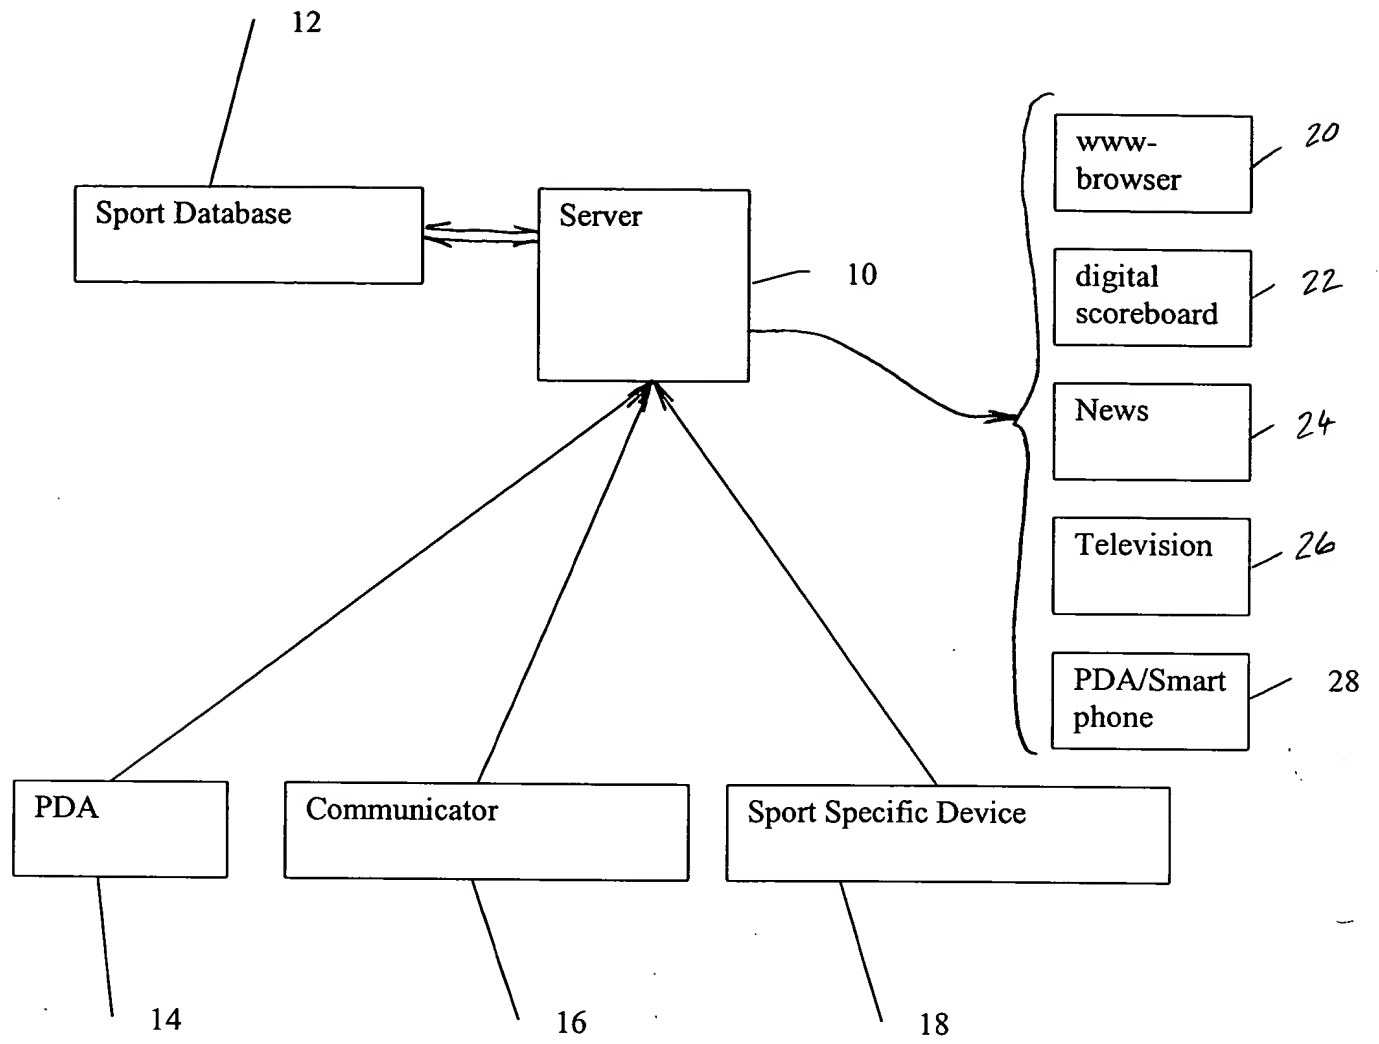 12
Sport Database
Server
10
www-
browser
20
digital
scoreboard
22
News
24
Television
26
PDA/Smart
phone
28
PDA
Communicator
Sport Specific Device
14
16
18